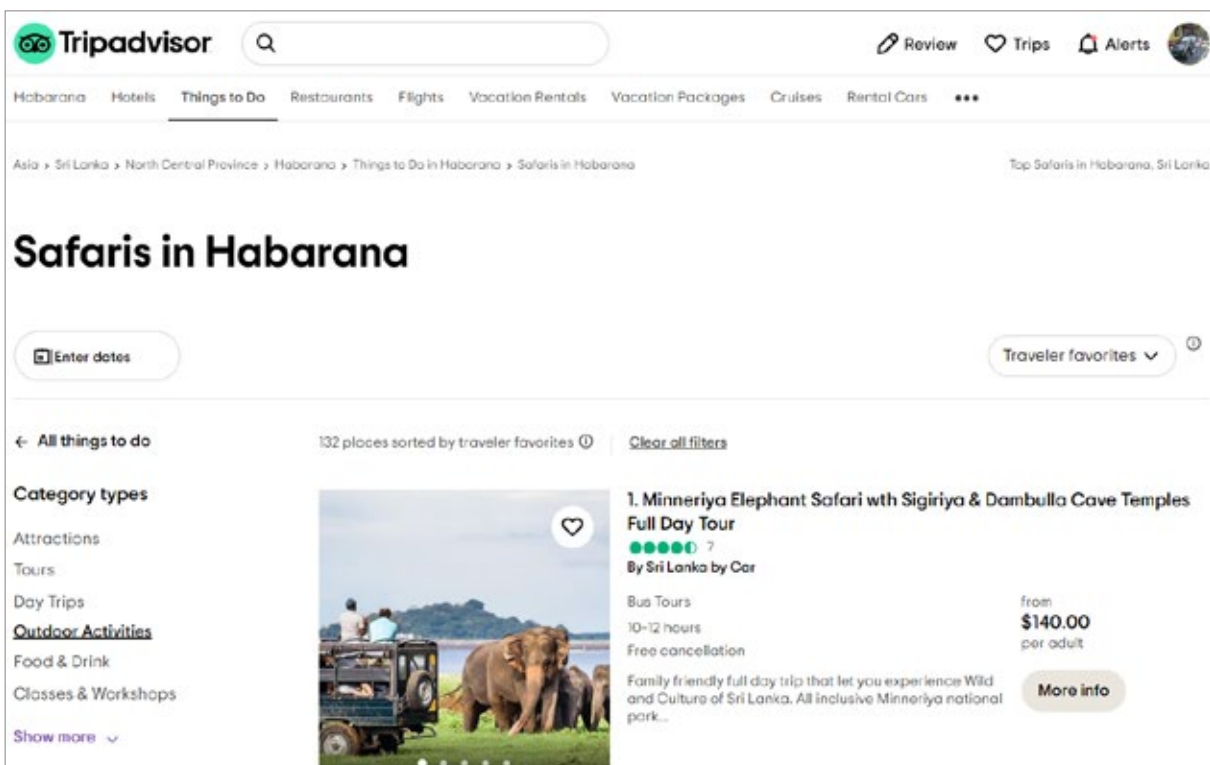 Tripadvisor
Review Trips Alerts
Habarana Hotels Things to Do Restaurants Flights Vacation Rentals Vacation Packages Cruises Rental Cars •••
Asia > Sri Lanka > North Central Province > Habarana > Things to Do in Habarana > Safaris in Habarana
Top Safaris in Habarana, Sri Lanka
Safaris in Habarana
Enter dates
Traveler favorites
← All things to do
132 places sorted by traveler favorites
Clear all filters
Category types
Attractions
Tours
Day Trips
Outdoor Activities
Food & Drink
Classes & Workshops
Show more
1. Minneriya Elephant Safari wth Sigiriya & Dambulla Cave Temples
Full Day Tour
7
By Sri Lanka by Car
Bus Tours
10-12 hours
Free cancellation
Family friendly full day trip that let you experience Wild
and Culture of Sri Lanka. All inclusive Minneriya national
park...
from
$140.00
per adult
More info